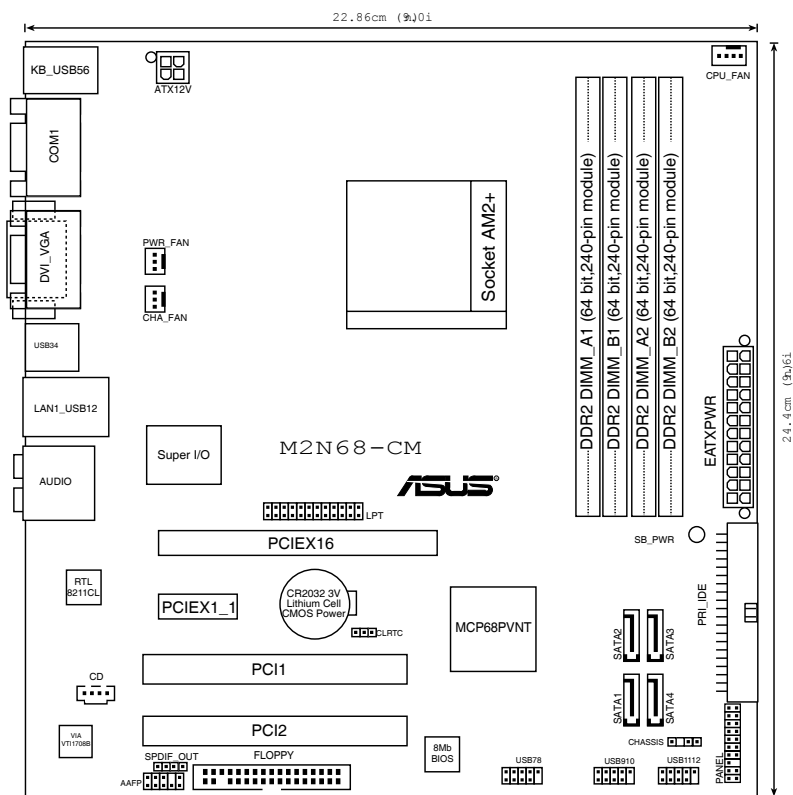 22.86cm (9.0in)
KB_USB56
ATX12V
CPU_FAN
COM1
DVI_VGA
PWR_FAN
CHA_FAN
Socket AM2+
DDR2 DIMM_A1 (64 bit,240-pin module)
DDR2 DIMM_B1 (64 bit,240-pin module)
DDR2 DIMM_A2 (64 bit,240-pin module)
DDR2 DIMM_B2 (64 bit,240-pin module)
24.4cm (9.6in)
USB34
LAN1_USB12
EATXPWR
AUDIO
Super I/O
M2N68-CM
ASUS
LPT
PCIEX16
SB_PWR
RTL
8211CL
PCIEX1_1
CR2032 3V
Lithium Cell
CMOS Power
CLRTC
MCP68PVNT
SATA2
SATA3
PRI_IDE
PCI1
CD
SATA1
SATA4
PCI2
VIA
VT1708B
8Mb
BIOS
CHASSIS
PANEL
SPDIF_OUT
FLOPPY
AAFP
USB78
USB910
USB1112